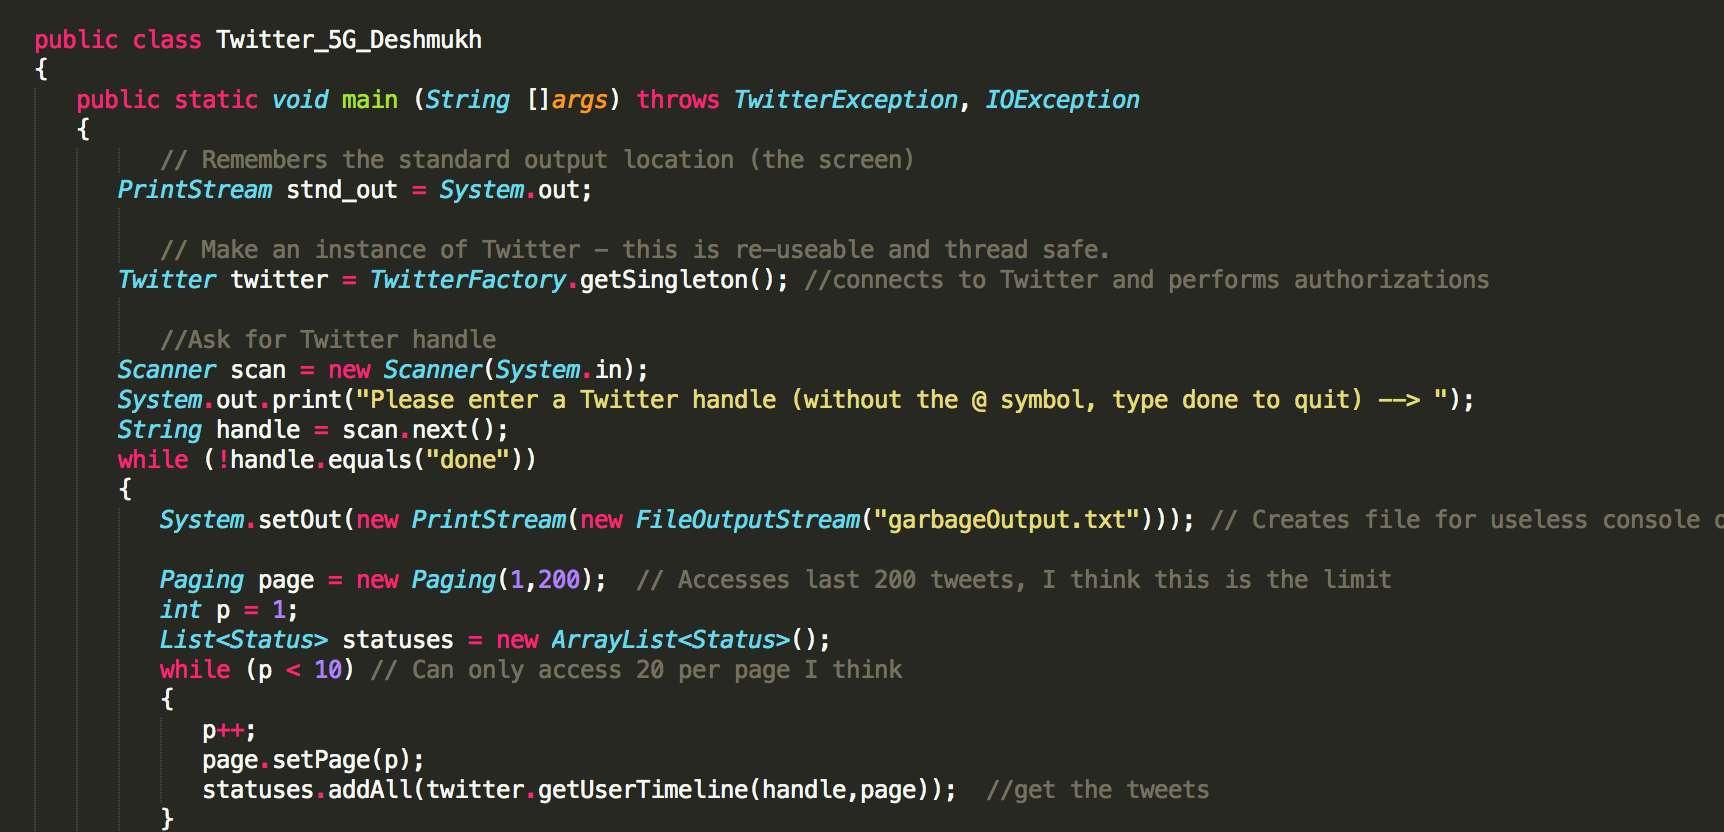 public class Twitter_5G_Deshmukh
{
public static void main (String []args) throws TwitterException, IOException
{
// Remembers the standard output location (the screen)
PrintStream stnd_out = System.out;
// Make an instance of Twitter – this is re-useable and thread safe.
Twitter twitter = TwitterFactory.getSingleton(); //connects to Twitter and performs authorizations
//Ask for Twitter handle
Scanner scan = new Scanner(System.in);
System.out.print("Please enter a Twitter handle (without the @ symbol, type done to quit) --> ");
String handle = scan.next();
while (!handle.equals("done"))
{
System.setOut(new PrintStream(new FileOutputStream("garbageOutput.txt"))); // Creates file for useless console
Paging page = new Paging(1,200); // Accesses last 200 tweets, I think this is the limit
int p = 1;
List<Status> statuses = new ArrayList<Status>();
while (p < 10) // Can only access 20 per page I think
{
p++;
page.setPage(p);
statuses.addAll(twitter.getUserTimeline(handle,page)); //get the tweets
}